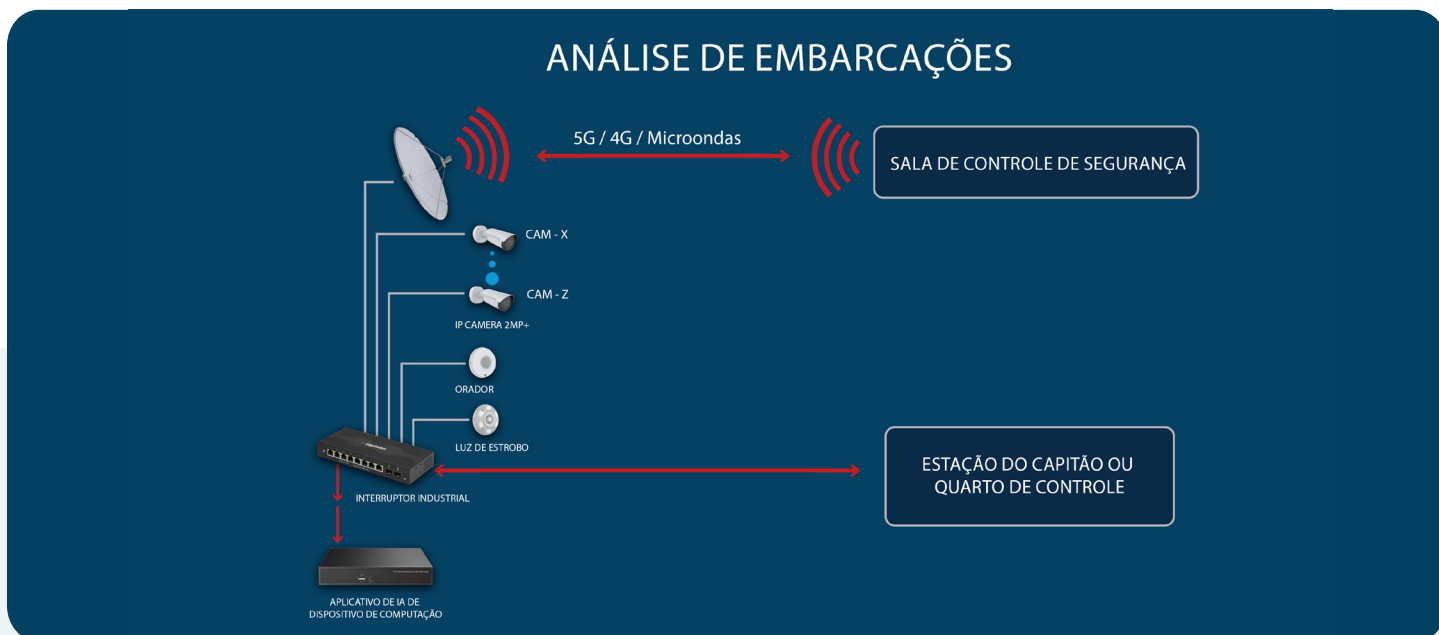 ANÁLISE DE EMBARCAÇÕES
5G / 4G / Microondas
SALA DE CONTROLE DE SEGURANÇA
CAM - X
CAM - Z
IP CAMERA 2MP+
ORADOR
LUZ DE ESTROBO
INTERRUPTOR INDUSTRIAL
ESTAÇÃO DO CAPITÃO OU
QUARTO DE CONTROLE
APLICATIVO DE IA DE
DISPOSITIVO DE COMPUTAÇÃO